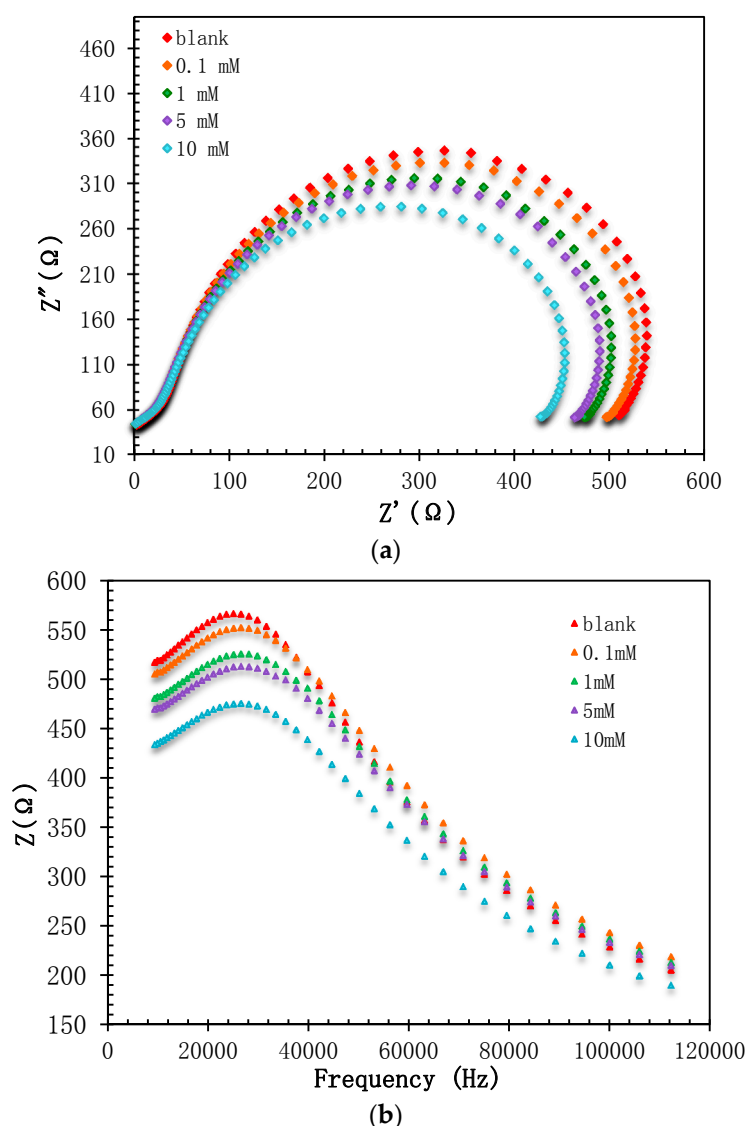 blank
0.1 mM
1 mM
5 mM
10 mM
460
410
360
310
260
210
160
110
60
10
Z″(Ω)
0 100 200 300 400 500 600
Z'(Ω)
(a)
600
550
500
450
400
350
300
250
200
150
Z(Ω)
blank
0.1mM
1mM
5mM
10mM
0 20000 40000 60000 80000 100000 120000
Frequency (Hz)
(b)